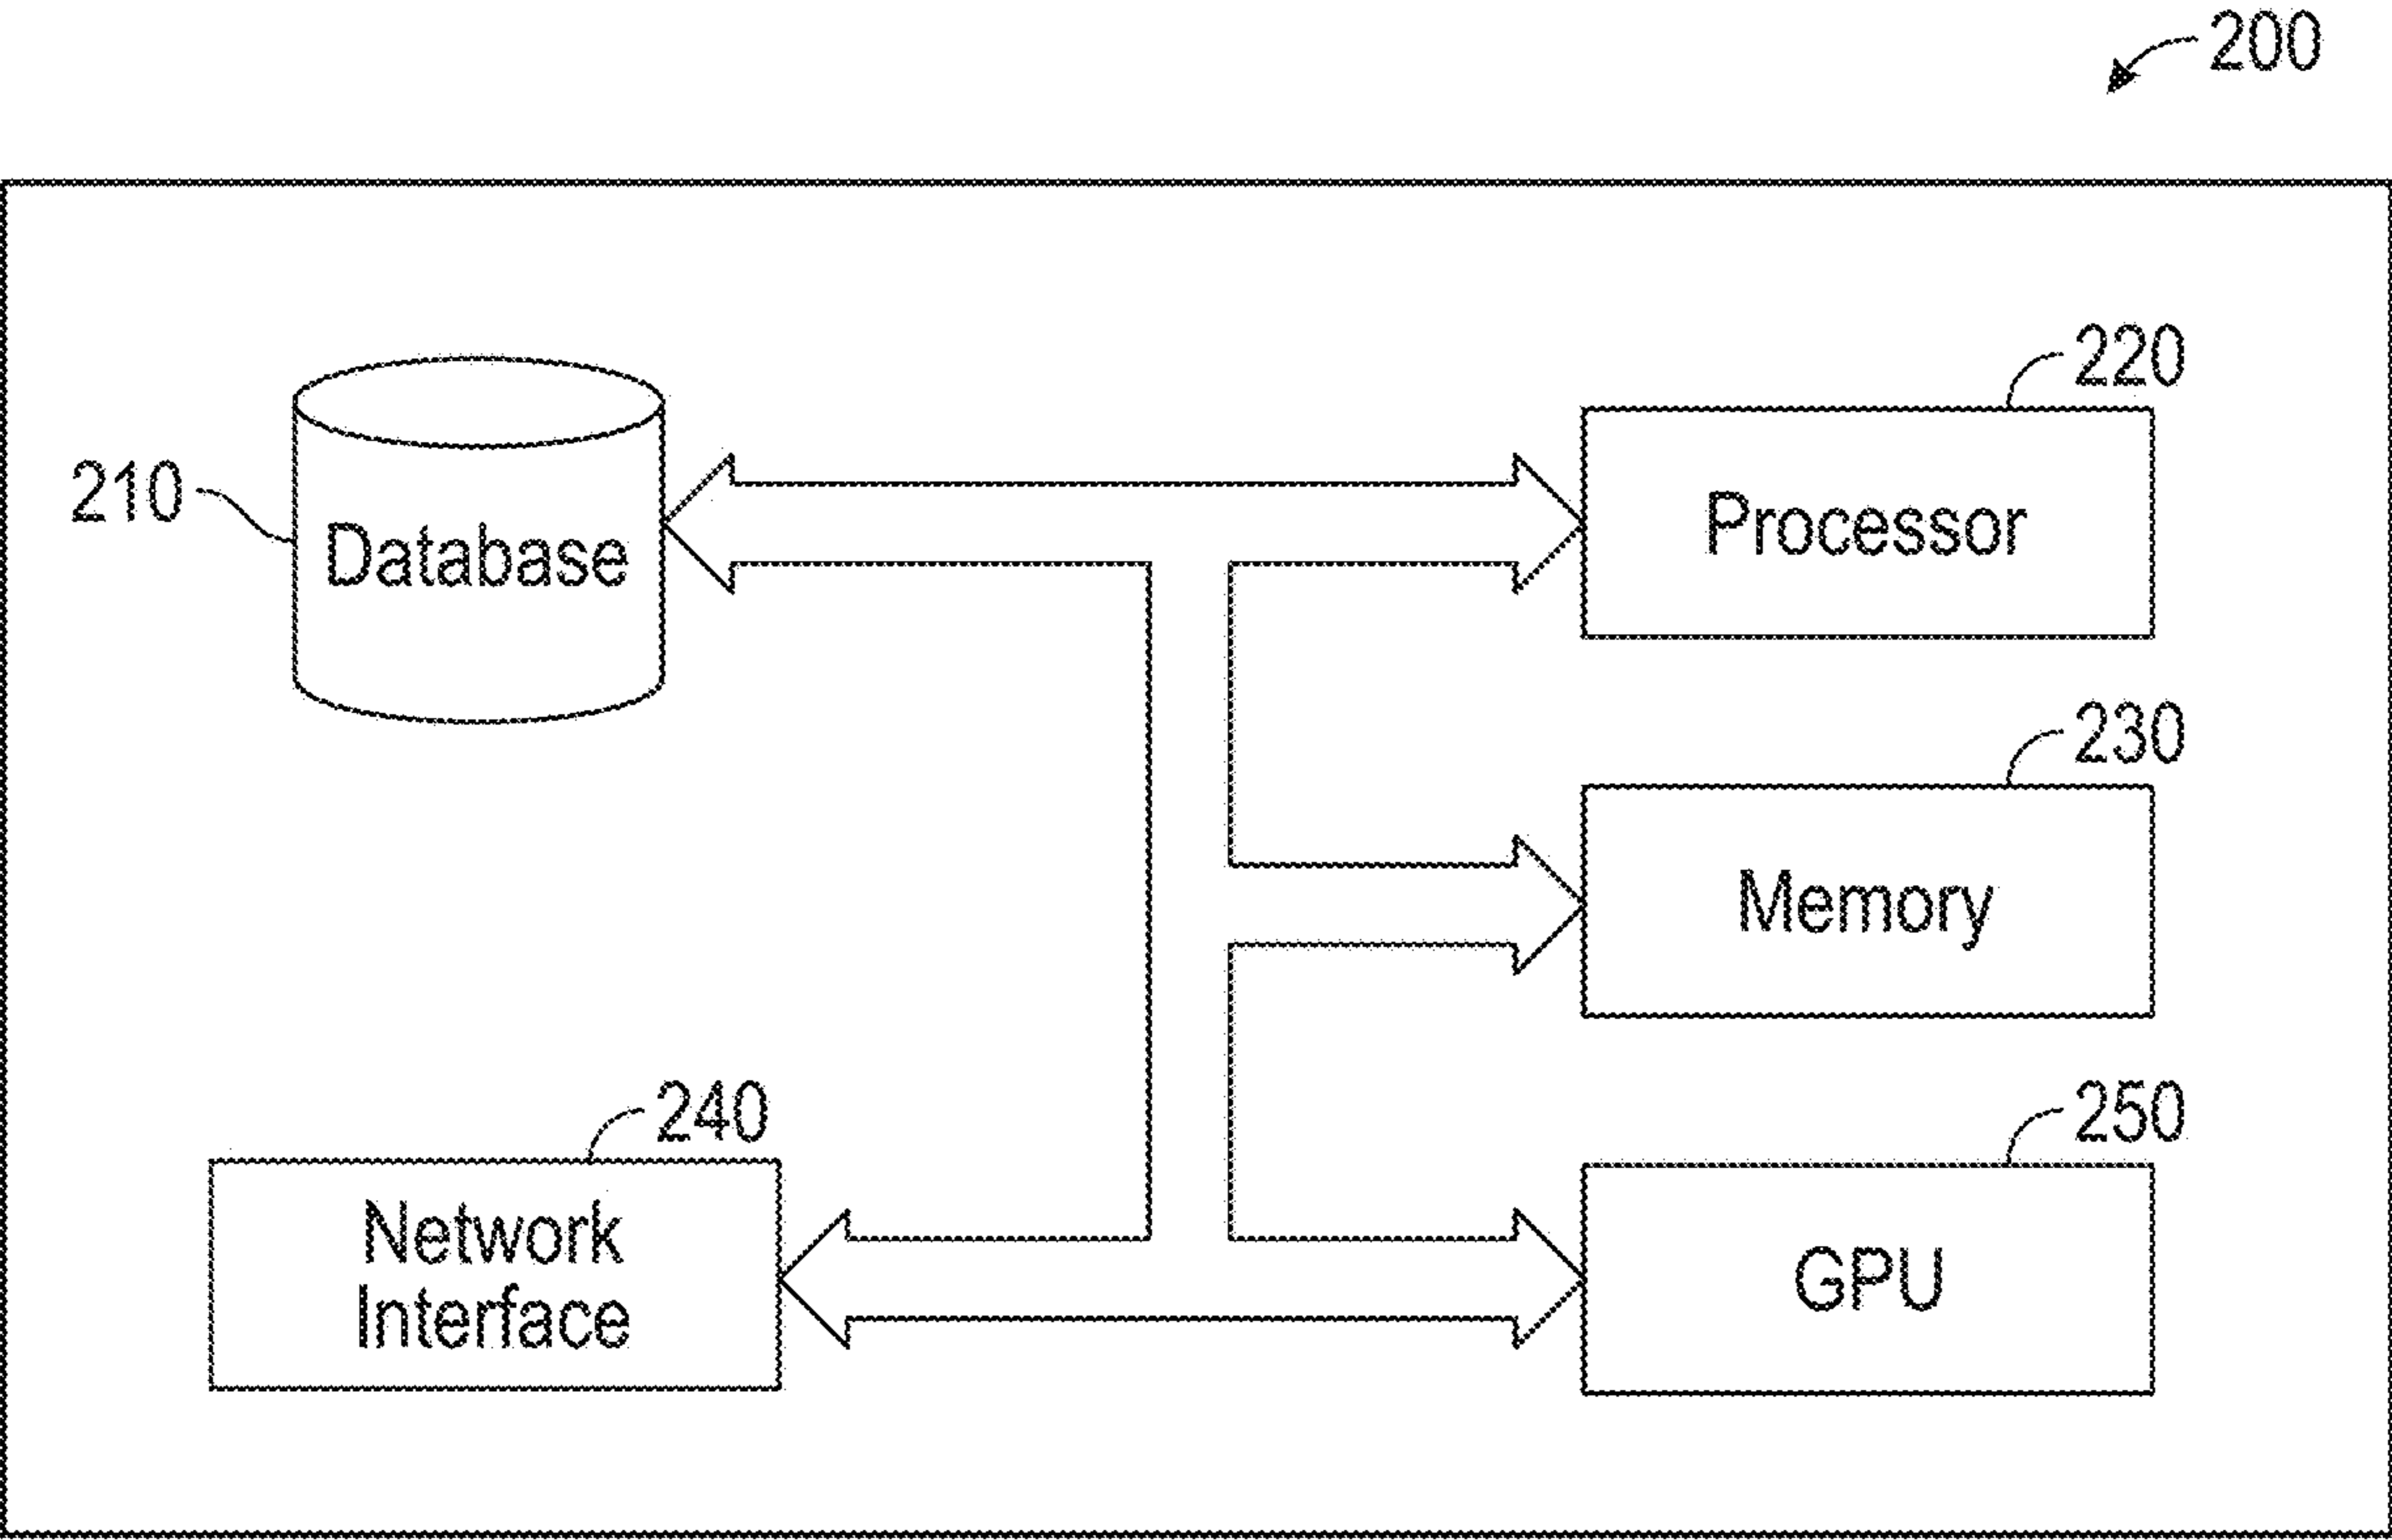 200
220
210
Database
Processor
230
Memory
240
250
Network
Interface
GPU